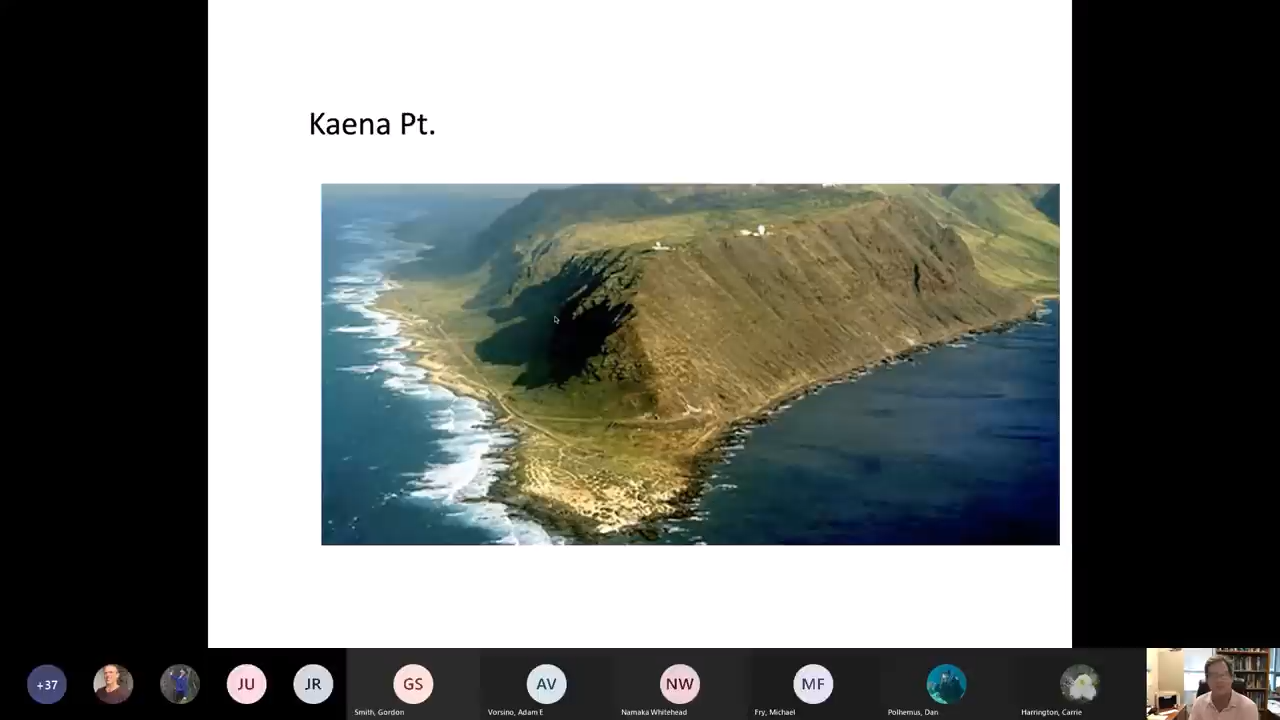 Kaena Pt.
+37
JU
JR
GS
AV
NW
MF
Smith, Gordon
Vorsino, Adam E
Namaka Whitehead
Fry, Michael
Polhemus, Dan
Harrington, Carrie